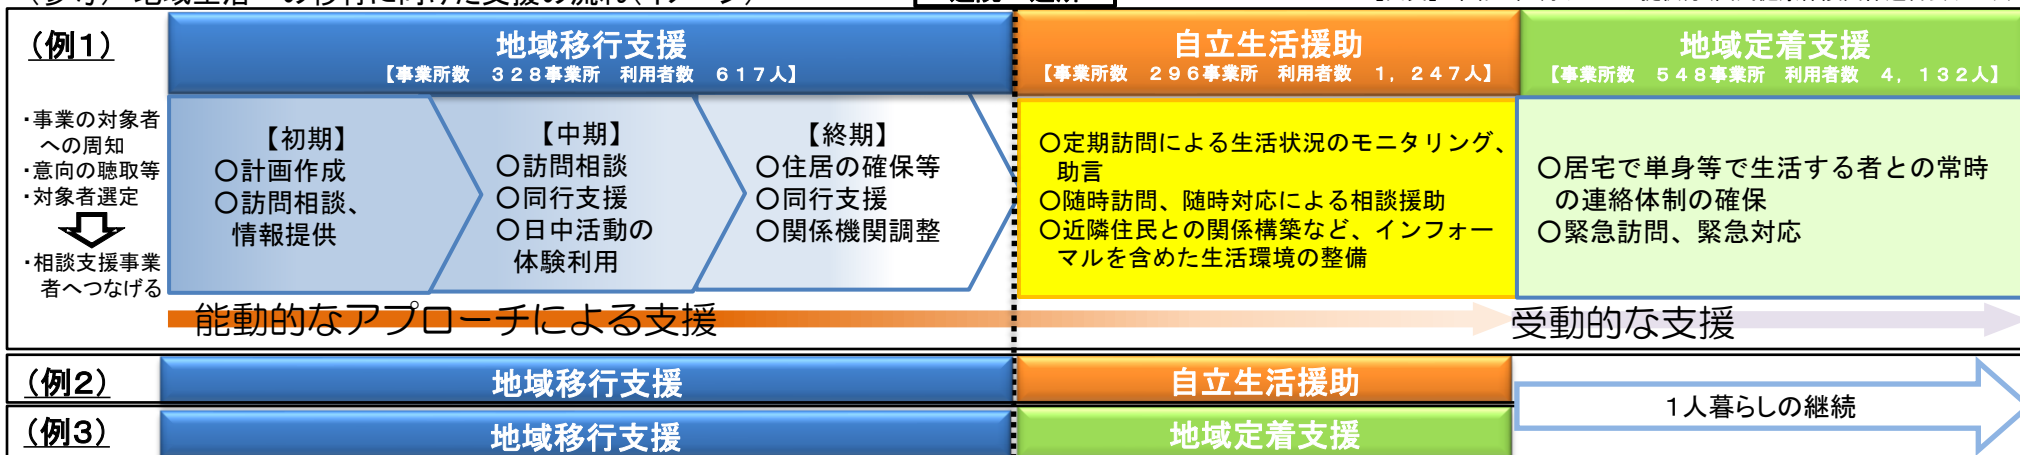 (例1)
地域移行支援
【事業所数 328事業所 利用者数 617人】
自立生活援助
【事業所数 296事業所 利用者数 1,247人】
地域定着支援
【事業所数 548事業所 利用者数 4,132人】
・事業の対象者
への周知
・意向の聴取等
・対象者選定
・相談支援事業
者へつなげる
【初期】
〇計画作成
〇訪問相談、
情報提供
【中期】
〇訪問相談
〇同行支援
〇日中活動の
体験利用
【終期】
〇住居の確保等
〇同行支援
〇関係機関調整
〇定期訪問による生活状況のモニタリング、
助言
〇随時訪問、随時対応による相談援助
〇近隣住民との関係構築など、インフォー
マルを含めた生活環境の整備
〇居宅で単身等で生活する者との常時
の連絡体制の確保
〇緊急訪問、緊急対応
能動的なアプローチによる支援
受動的な支援
(例2)
地域移行支援
自立生活援助
1人暮らしの継続
(例3)
地域移行支援
地域定着支援